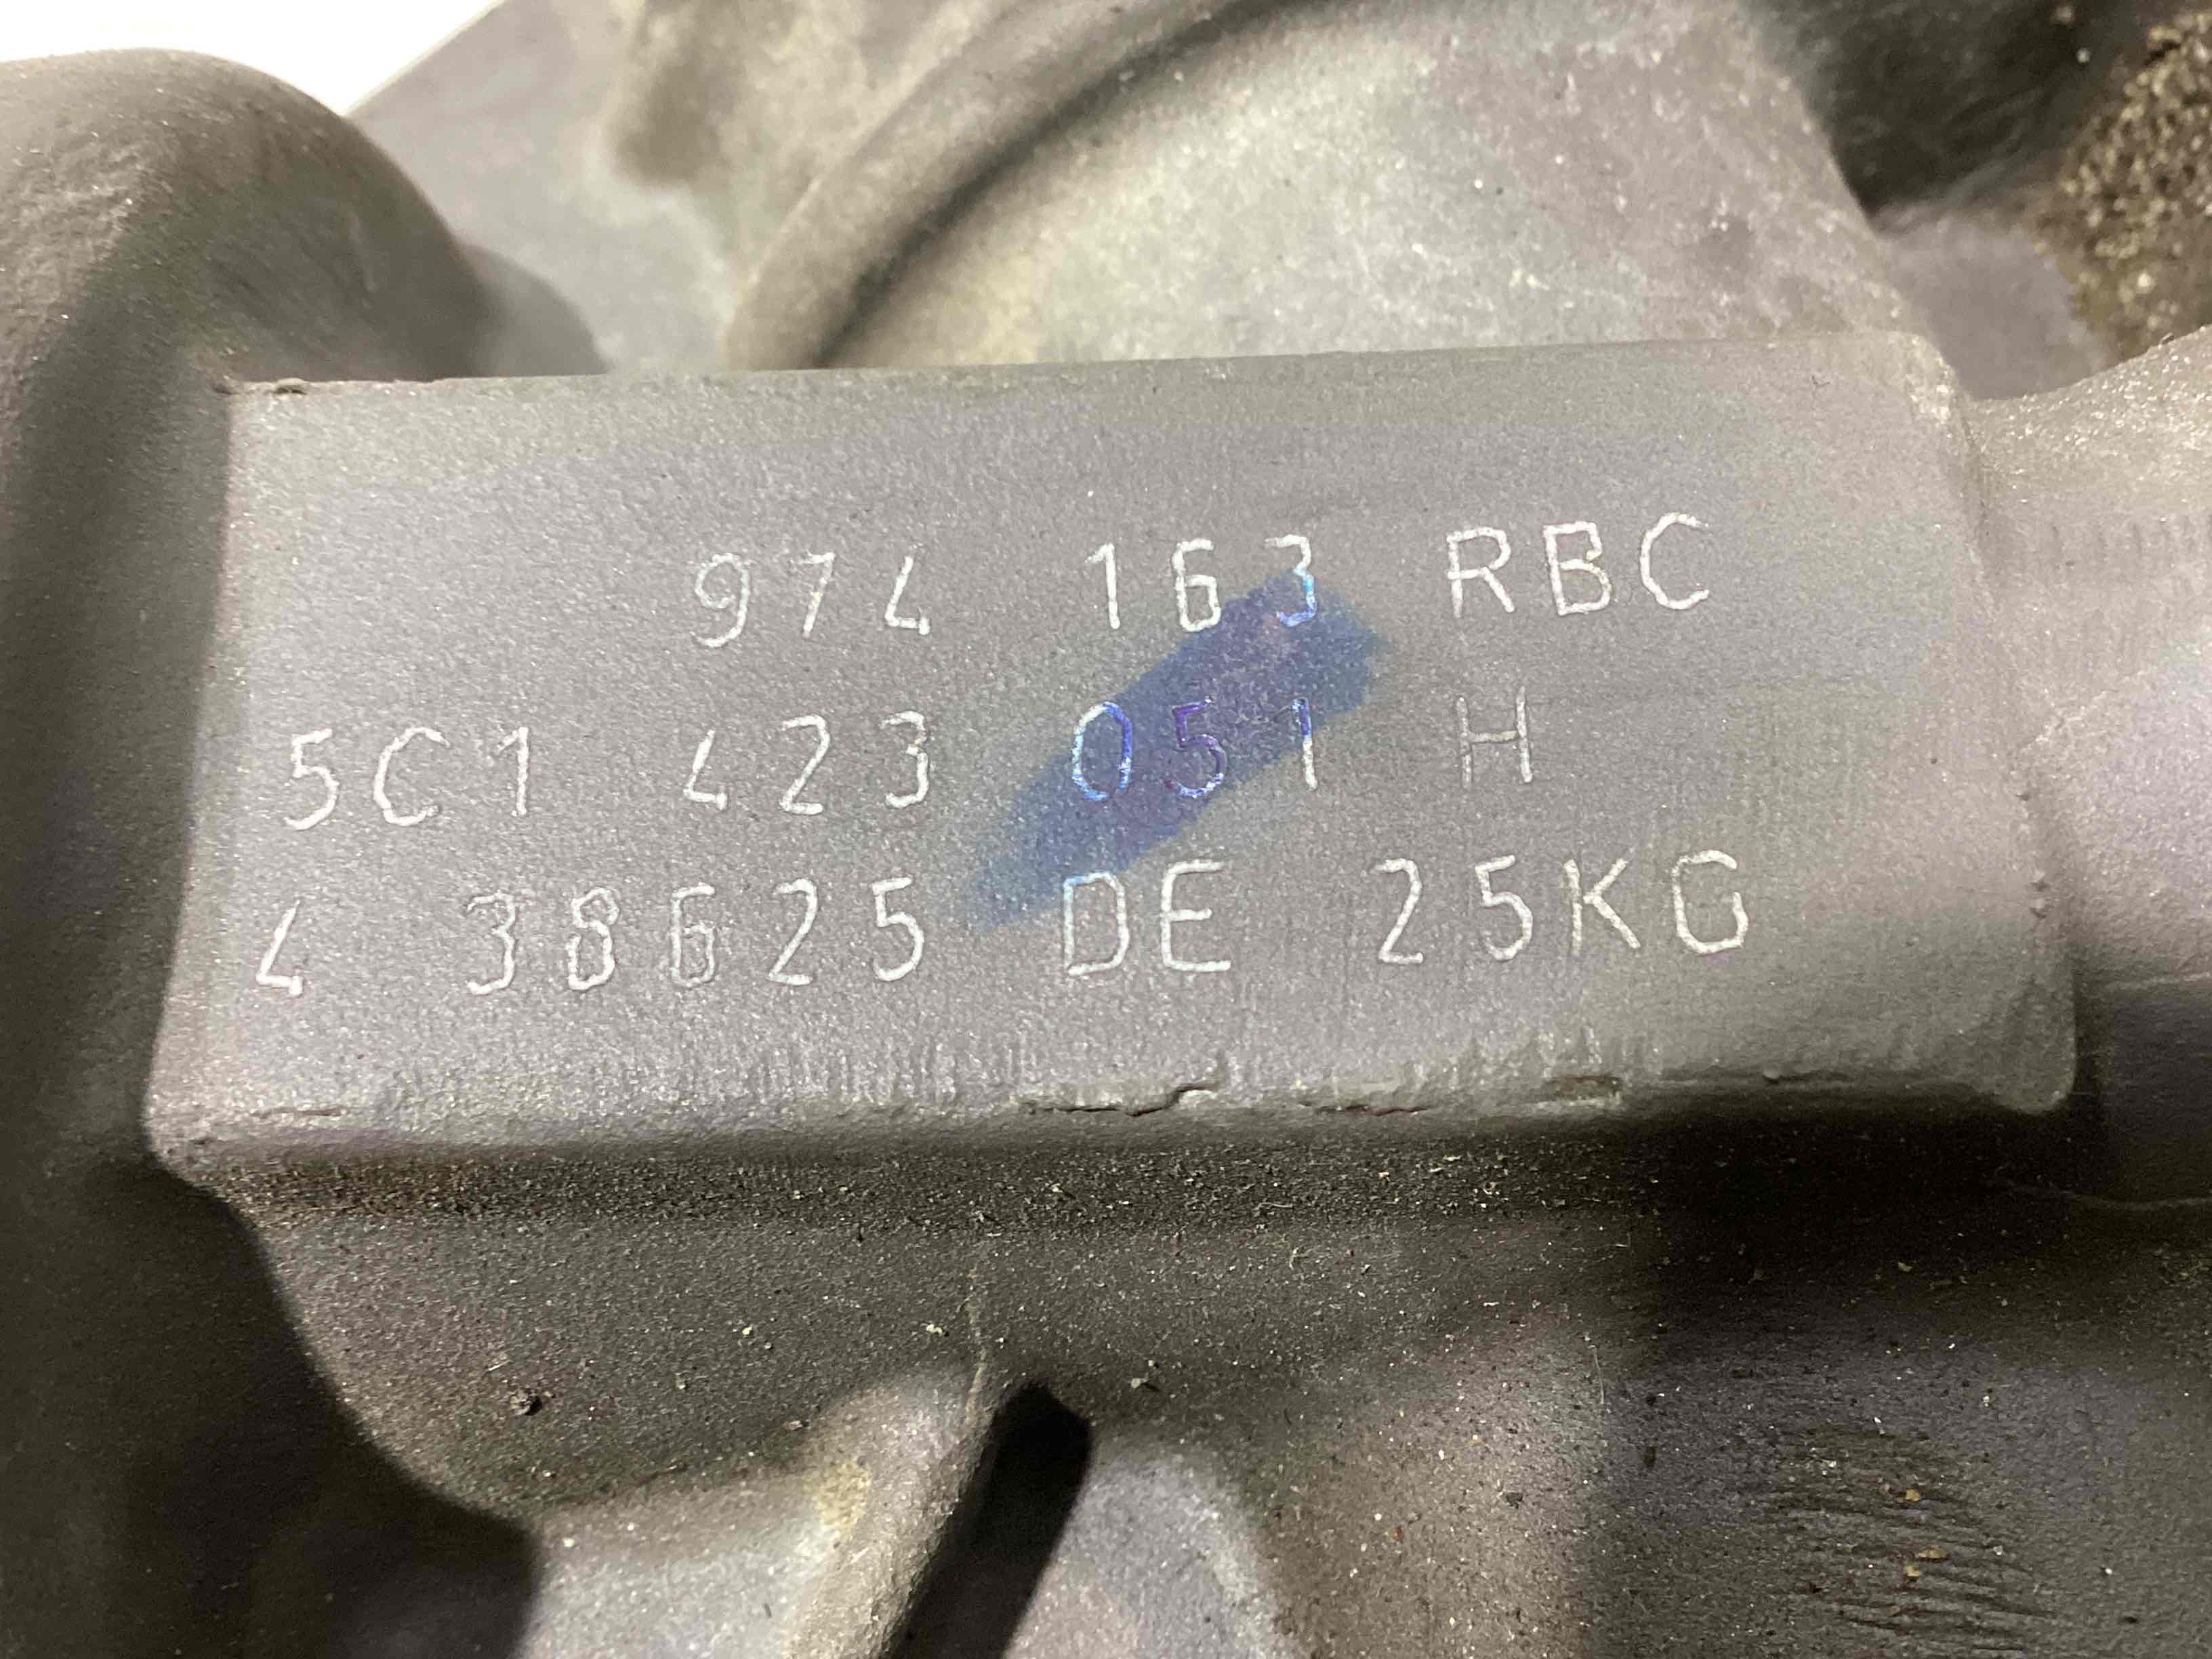 974 163 RBC
5C1 423 051 H
4 38625 DE 25KG